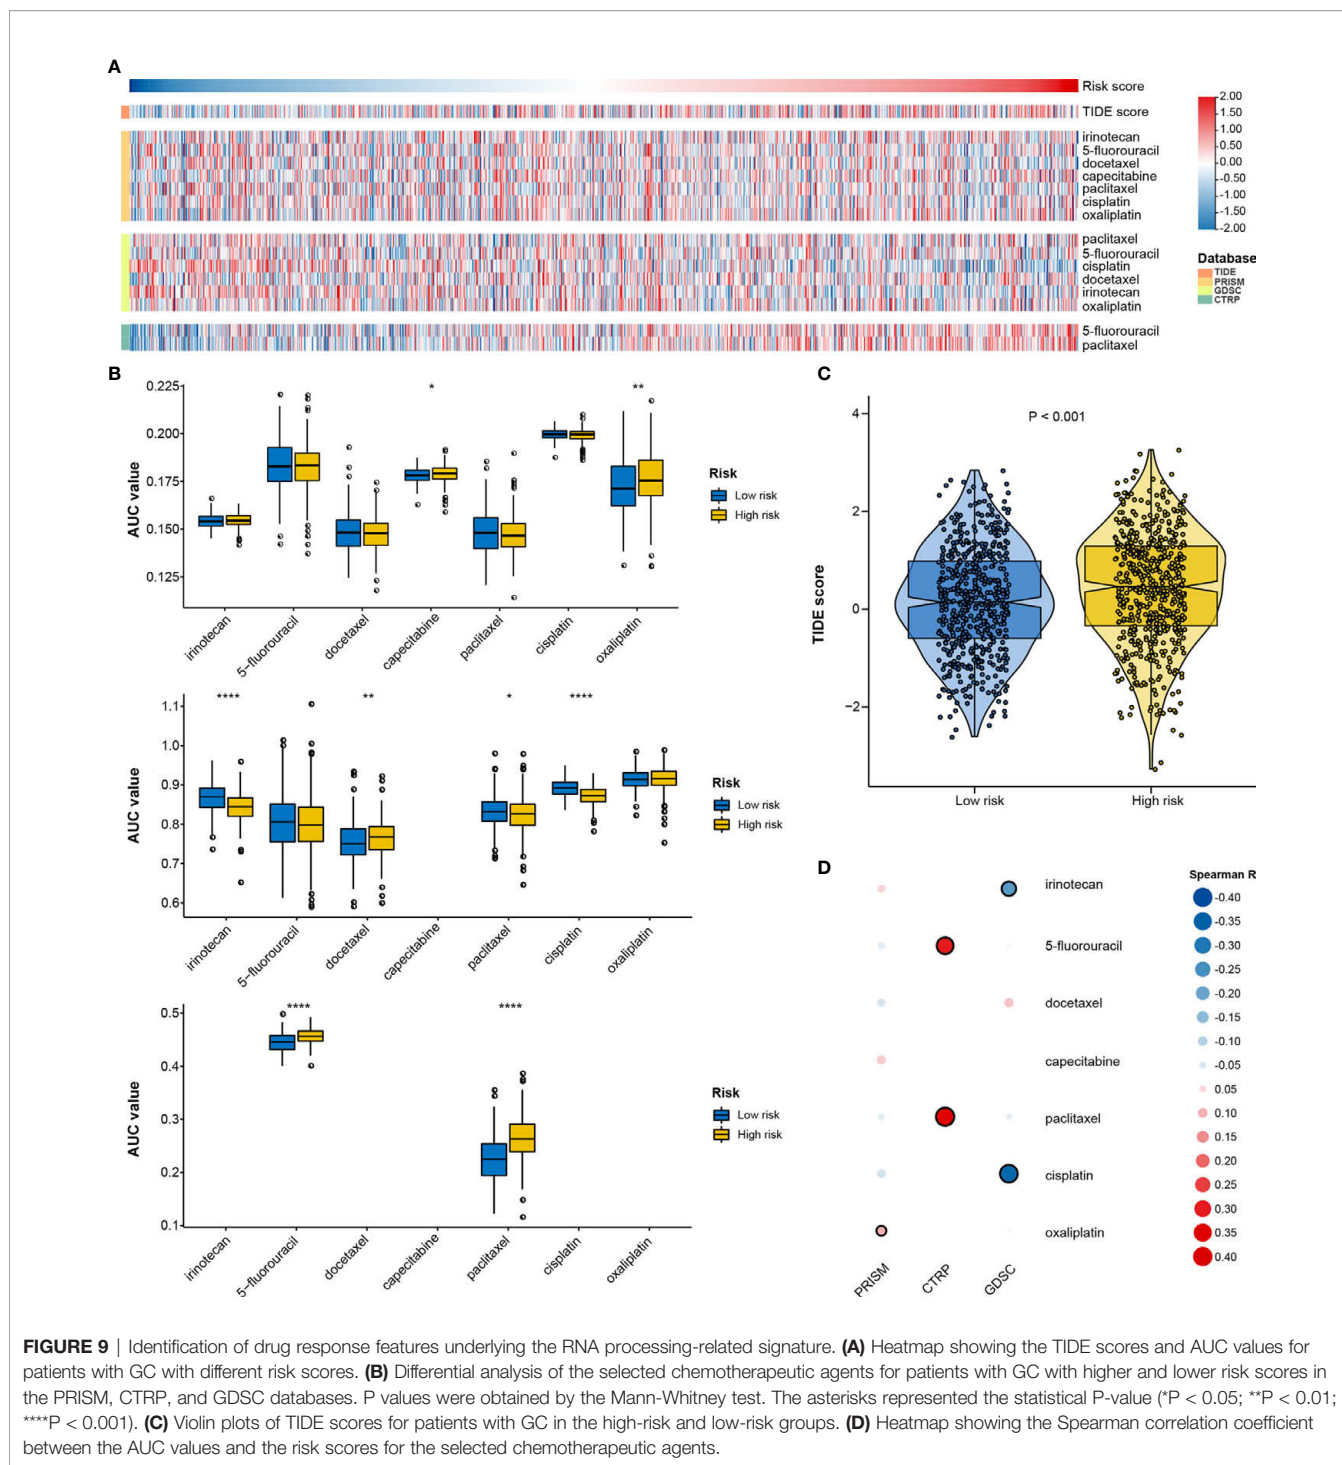 A
Risk score
TIDE score
irinotecan
5-fluorouracil
docetaxel
capecitabine
paclitaxel
cisplatin
oxaliplatin
paclitaxel
5-fluorouracil
cisplatin
docetaxel
irinotecan
oxaliplatin
5-fluorouracil
paclitaxel
2.00
1.50
1.00
0.50
0.00
-0.50
-1.00
-1.50
-2.00
Database
TIDE
PRISM
GDSC
CTRP
B
0.225
0.200
0.175
0.150
0.125
AUC value
* **
irinotecan
5-fluorouracil
docetaxel
capecitabine
paclitaxel
cisplatin
oxaliplatin
Risk
Low risk
High risk
1.1
1.0
0.9
0.8
0.7
0.6
AUC value
**** ** * ****
irinotecan
5-fluorouracil
docetaxel
capecitabine
paclitaxel
cisplatin
oxaliplatin
Risk
Low risk
High risk
0.5
0.4
0.3
0.2
0.1
AUC value
**** ****
irinotecan
5-fluorouracil
docetaxel
capecitabine
paclitaxel
cisplatin
oxaliplatin
Risk
Low risk
High risk
C
P < 0.001
4
2
0
-2
TIDE score
Low risk
High risk
D
irinotecan
5-fluorouracil
docetaxel
capecitabine
paclitaxel
cisplatin
oxaliplatin
PRISM
CTRP
GDSC
Spearman R
-0.40
-0.35
-0.30
-0.25
-0.20
-0.15
-0.10
-0.05
0.05
0.10
0.15
0.20
0.25
0.30
0.35
0.40
FIGURE 9 | Identification of drug response features underlying the RNA processing-related signature. (A) Heatmap showing the TIDE scores and AUC values for
patients with GC with different risk scores. (B) Differential analysis of the selected chemotherapeutic agents for patients with GC with higher and lower risk scores in
the PRISM, CTRP, and GDSC databases. P values were obtained by the Mann-Whitney test. The asterisks represented the statistical P-value (*P < 0.05; **P < 0.01;
****P < 0.001). (C) Violin plots of TIDE scores for patients with GC in the high-risk and low-risk groups. (D) Heatmap showing the Spearman correlation coefficient
between the AUC values and the risk scores for the selected chemotherapeutic agents.